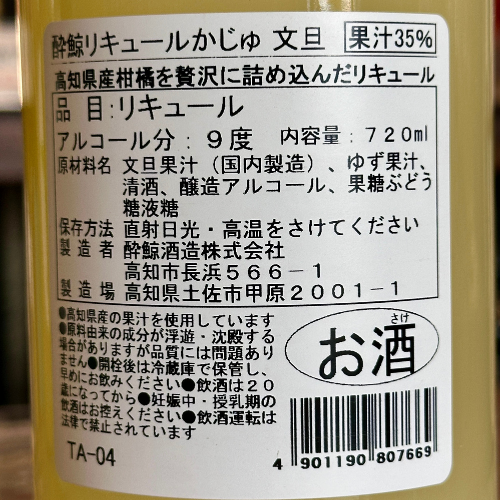 酔鯨リキュールかじゅ 文旦 果汁35%
高知県産柑橘を贅沢に詰め込んだリキュール
品 目:リキュール
アルコール分:9度 内容量:720ml
原材料名 文旦果汁(国内製造)、ゆず果汁、
清酒、醸造アルコール、果糖ぶどう
糖液糖
保存方法 直射日光・高温をさけてください
製造者 酔鯨酒造株式会社
高知市長浜566-1
製造場 高知県土佐市甲原2001-1
●高知県産の果汁を使用しています
●原料由来の成分が浮遊・沈殿する
場合がありますが品質には問題あり
ません●開栓後は冷蔵庫で保管し、
早めにお飲みください●飲酒は20
歳になってから●妊娠中・授乳期の
飲酒はお控えください●飲酒運転は
法律で禁止されています
TA-04
さけ
お酒
4 901190 807669